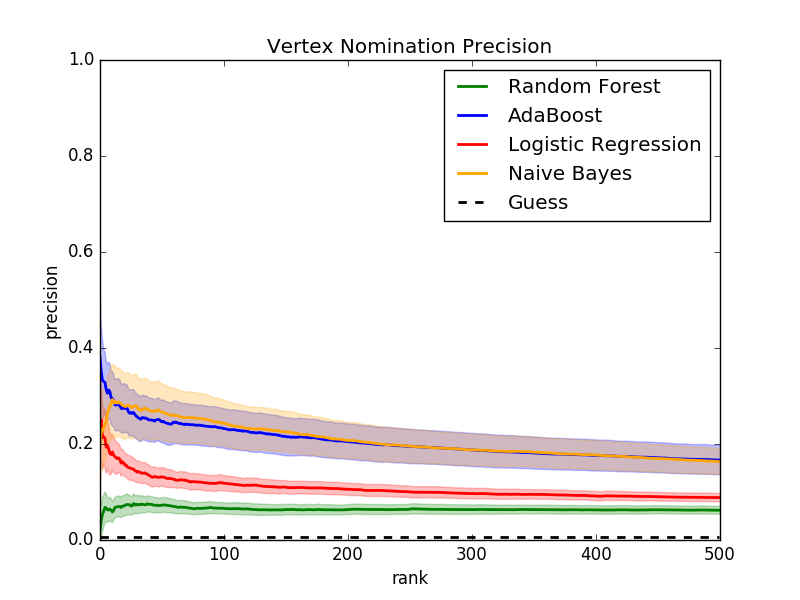 Vertex Nomination Precision
1.0
0.8
0.6
0.4
0.2
0.0
precision
Random Forest
AdaBoost
Logistic Regression
Naive Bayes
Guess
0 100 200 300 400 500
rank